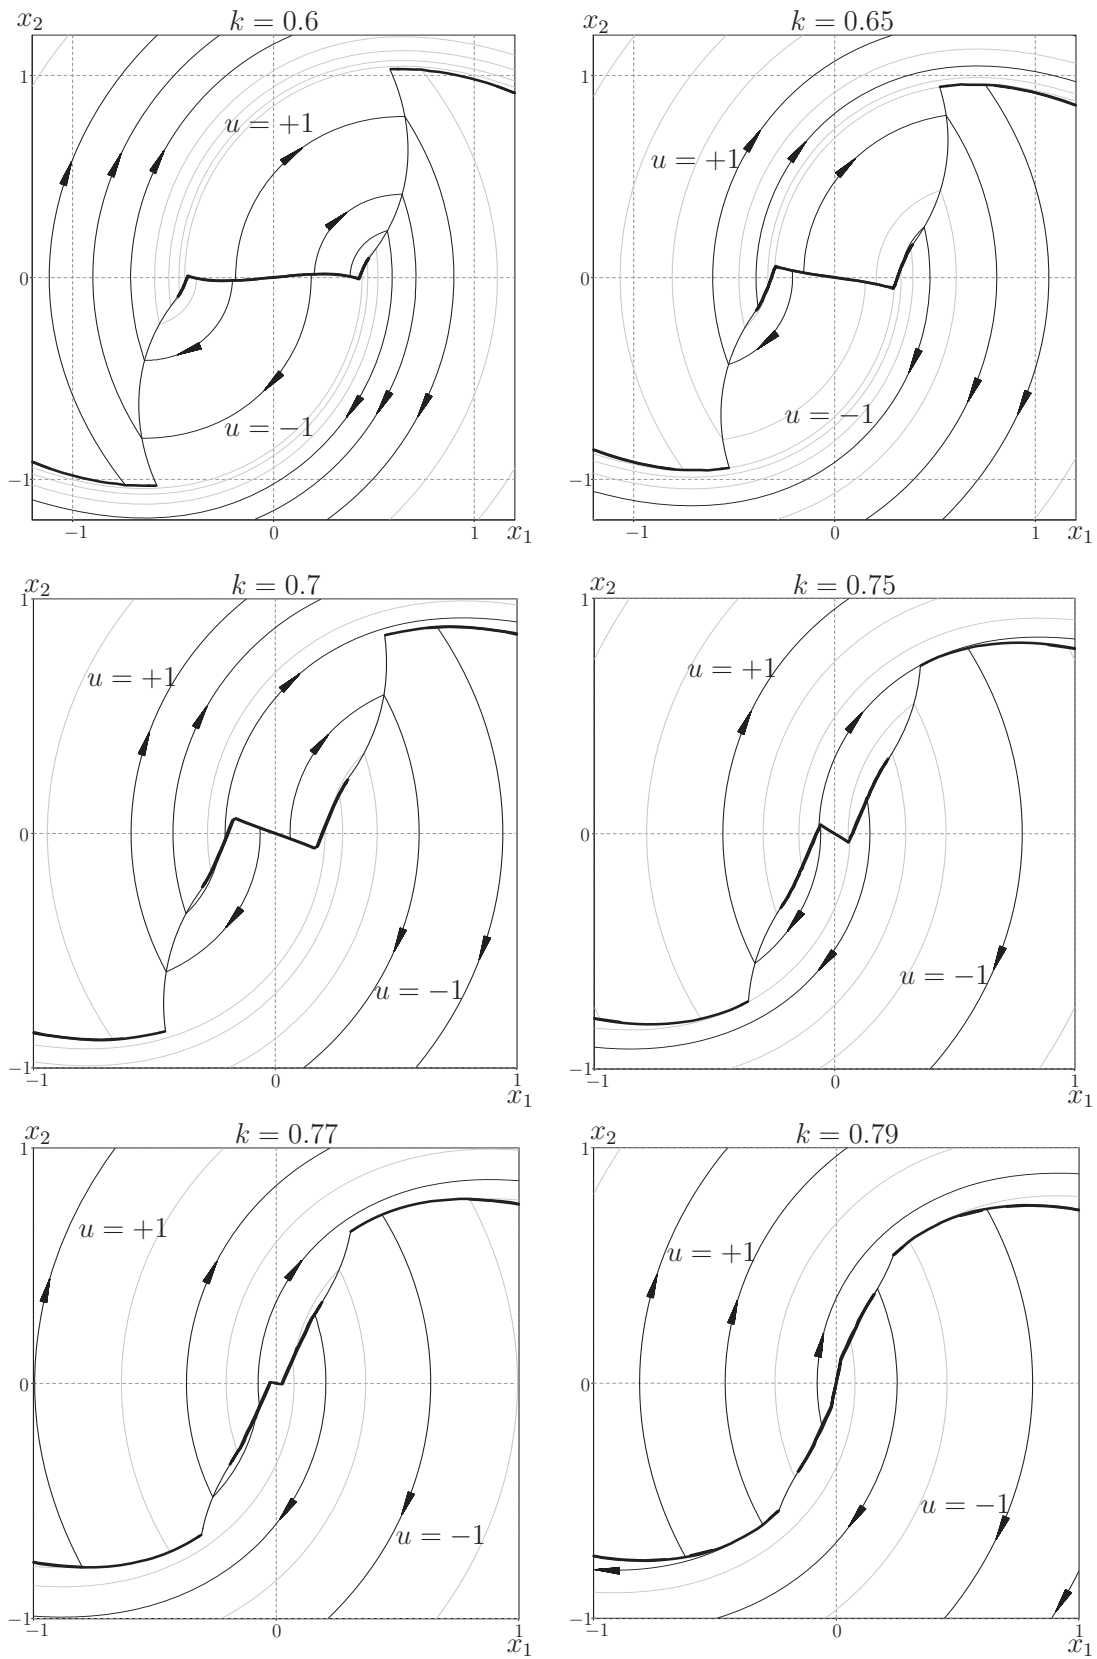 x₂ k = 0.6
1
u = +1
0
u = −1
−1
−1 0 1 x₁
x₂ k = 0.65
1
u = +1
0
u = −1
−1
−1 0 1 x₁
x₂ k = 0.7
1
u = +1
0
u = −1
−1
−1 0 1
x₁
x₂ k = 0.75
1
u = +1
0
u = −1
−1
−1 0 1
x₁
x₂ k = 0.77
1
u = +1
0
u = −1
−1
−1 0 1
x₁
x₂ k = 0.79
1
u = +1
0
u = −1
−1
−1 0 1
x₁